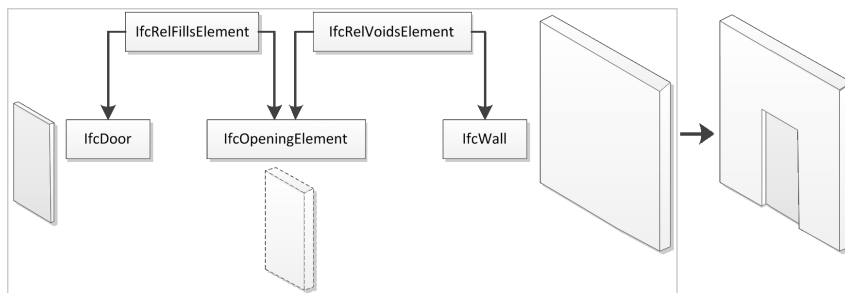 IfcRelFillsElement
IfcRelVoidsElement
IfcDoor
IfcOpeningElement
IfcWall